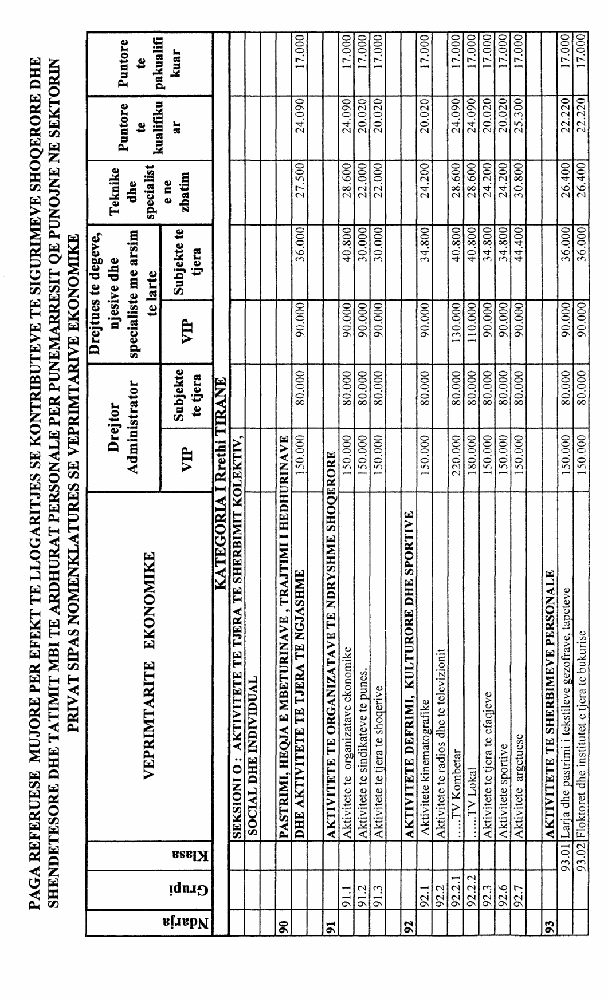 PAGA REFERUESE MUJORE PER EFEKT TE LLOGARITJES SE KONTRIBUTEVE TE SIGURIMEVE SHOQERORE DHE
SHENDETESORE DHE TATIMIT MBI TE ARDHURAT PERSONALE PER PUNEMARRESIT QE PUNOJNE NE SEKTORIN
PRIVAT SIPAS NOMENKLATURES SE VEPRIMTARIVE EKONOMIKE
Ndarja Grupi Klasa VEPRIMTARITE EKONOMIKE
Drejtor
Administrator
VIP
Subjekte
te tjera
Drejtues te degeve,
njesive dhe
specialiste me arsim
te larte
VIP
Subjekte te
tjera
Teknike
dhe
specialist
e ne
zbatim
Puntore
te
kualifiku
ar
Puntore
te
pakualifi
kuar
KATEGORIA I Rrethi TIRANE
SEKSIONI O : AKTIVITETE TE TJERA TE SHERBIMIT KOLEKTIV,
SOCIAL DHE INDIVIDUAL
90 PASTRIMI, HEQJA E MBETURINAVE , TRAJTIMI I HEDHURINAVE
DHE AKTIVITETE TE TJERA TE NGJASHME 150.000 80.000 90.000 36.000 27.500 24.090 17.000
91 AKTIVITETE TE ORGANIZATAVE TE NDRYSHME SHOQERORE
91.1 Aktivitete te organizatave ekonomike 150.000 80.000 90.000 40.800 28.600 24.090 17.000
91.2 Aktivitete te sindikateve te punes. 150.000 80.000 90.000 30.000 22.000 20.020 17.000
91.3 Aktivitete te tjera te shoqerive 150.000 80.000 90.000 30.000 22.000 20.020 17.000
92 AKTIVITETE DEFRIMI, KULTURORE DHE SPORTIVE
92.1 Aktivitete kinematografike 150.000 80.000 90.000 34.800 24.200 20.020 17.000
92.2 Aktivitete te radios dhe te televizionit
92.2.1 .....TV Kombetar 220.000 80.000 130.000 40.800 28.600 24.090 17.000
92.2.2 ......TV Lokal 180.000 80.000 110.000 40.800 28.600 24.090 17.000
92.3 Aktivitete te tjera te cfaqjeve 150.000 80.000 90.000 34.800 24.200 20.020 17.000
92.6 Aktivitete sportive 150.000 80.000 90.000 34.800 24.200 20.020 17.000
92.7 Aktivitete argetuese 150.000 80.000 90.000 44.400 30.800 25.300 17.000
93 AKTIVITETE TE SHERBIMEVE PERSONALE
93.01 Larja dhe pastrimi i tekstileve gezofrave, tapeteve 150.000 80.000 90.000 36.000 26.400 22.220 17.000
93.02 Floktoret dhe institutet e tjera te bukurise 150.000 80.000 90.000 36.000 26.400 22.220 17.000